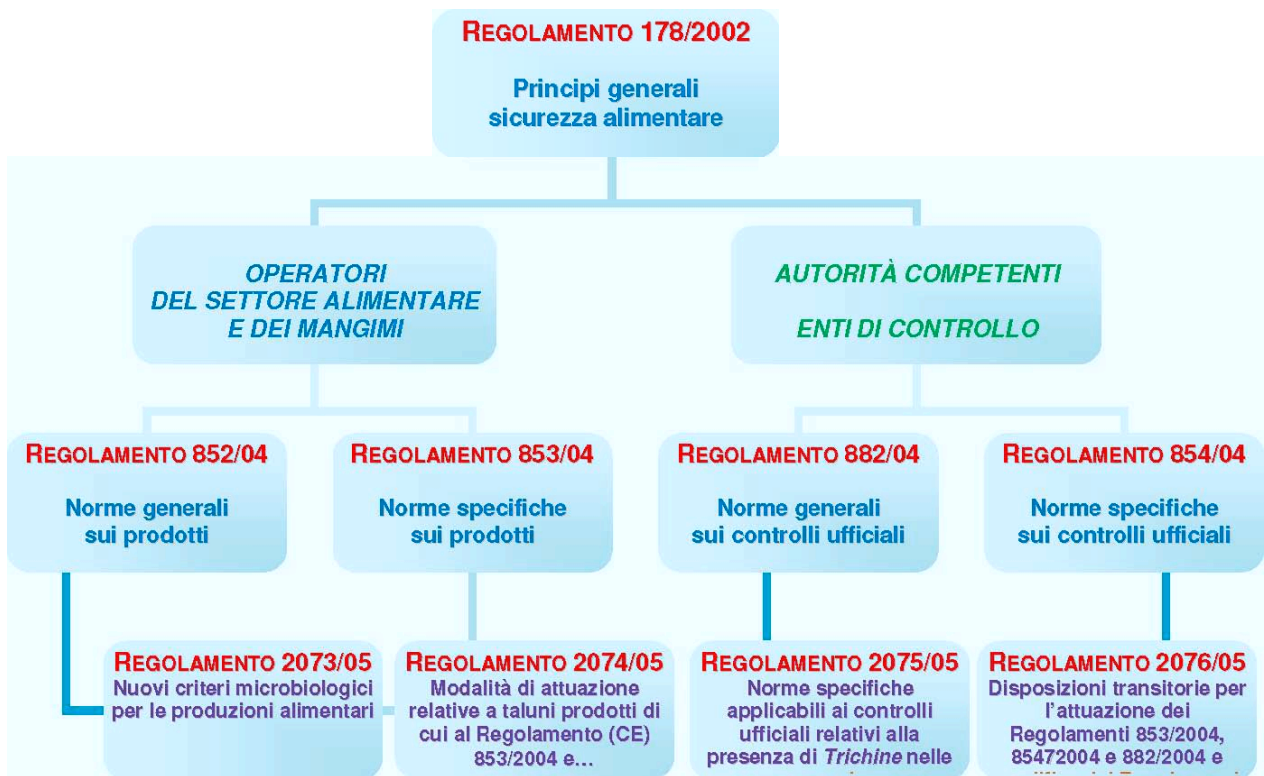 REGOLAMENTO 178/2002
Principi generali
sicurezza alimentare
OPERATORI
DEL SETTORE ALIMENTARE
E DEI MANGIMI
AUTORITÀ COMPETENTI
ENTI DI CONTROLLO
REGOLAMENTO 852/04
Norme generali
sui prodotti
REGOLAMENTO 853/04
Norme specifiche
sui prodotti
REGOLAMENTO 882/04
Norme generali
sui controlli ufficiali
REGOLAMENTO 854/04
Norme specifiche
sui controlli ufficiali
REGOLAMENTO 2073/05
Nuovi criteri microbiologici
per le produzioni alimentari
REGOLAMENTO 2074/05
Modalità di attuazione
relative a taluni prodotti di
cui al Regolamento (CE)
853/2004 e...
REGOLAMENTO 2075/05
Norme specifiche
applicabili ai controlli
ufficiali relativi alla
presenza di Trichine nelle
REGOLAMENTO 2076/05
Disposizioni transitorie per
l'attuazione dei
Regolamenti 853/2004,
85472004 e 882/2004 e